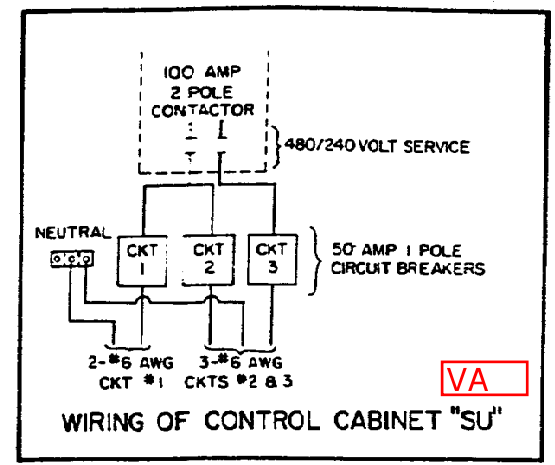 100 AMP
2 POLE
CONTACTOR
480/240 VOLT SERVICE
NEUTRAL
CKT
1
CKT
2
CKT
3
50 AMP 1 POLE
CIRCUIT BREAKERS
2-#6 AWG
CKT #1
3-#6 AWG
CKTS #2 & 3
VA
WIRING OF CONTROL CABINET "SU"